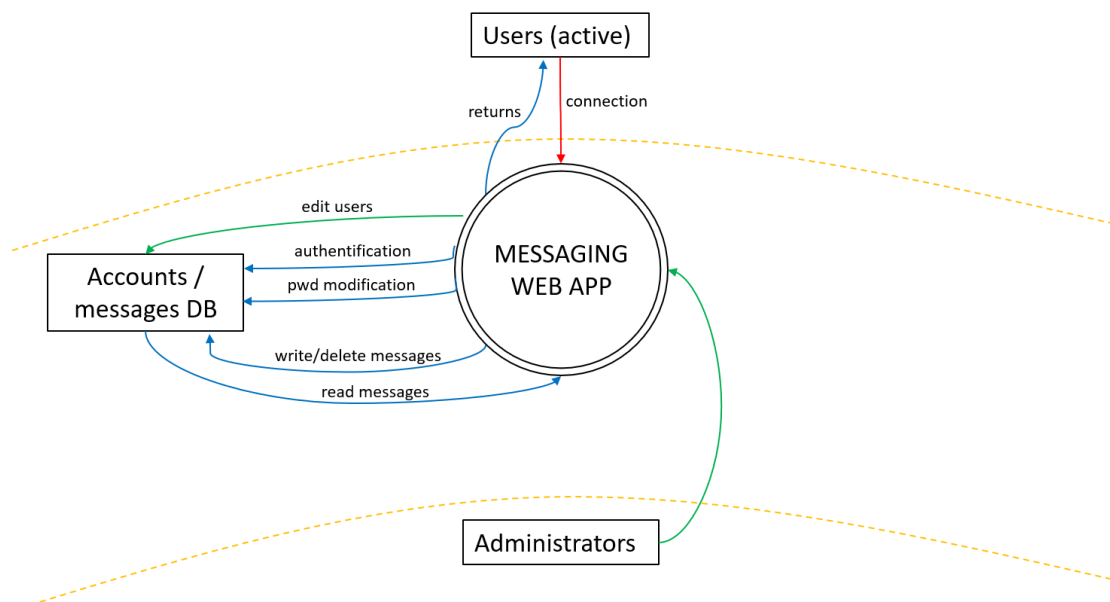 Users (active)
returns
connection
edit users
authentification
pwd modification
Accounts /
messages DB
MESSAGING
WEB APP
write/delete messages
read messages
Administrators